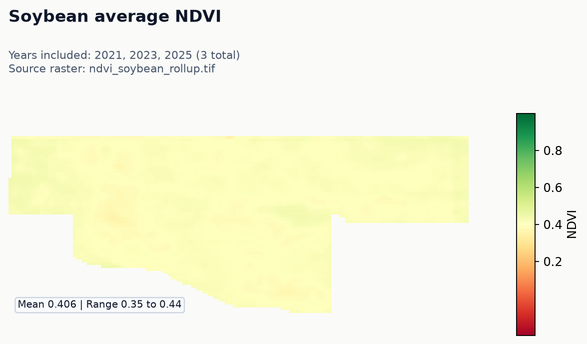 Soybean average NDVI
Years included: 2021, 2023, 2025 (3 total)
Source raster: ndvi_soybean_rollup.tif
0.8
0.6
0.4
0.2
NDVI
Mean 0.406 | Range 0.35 to 0.44